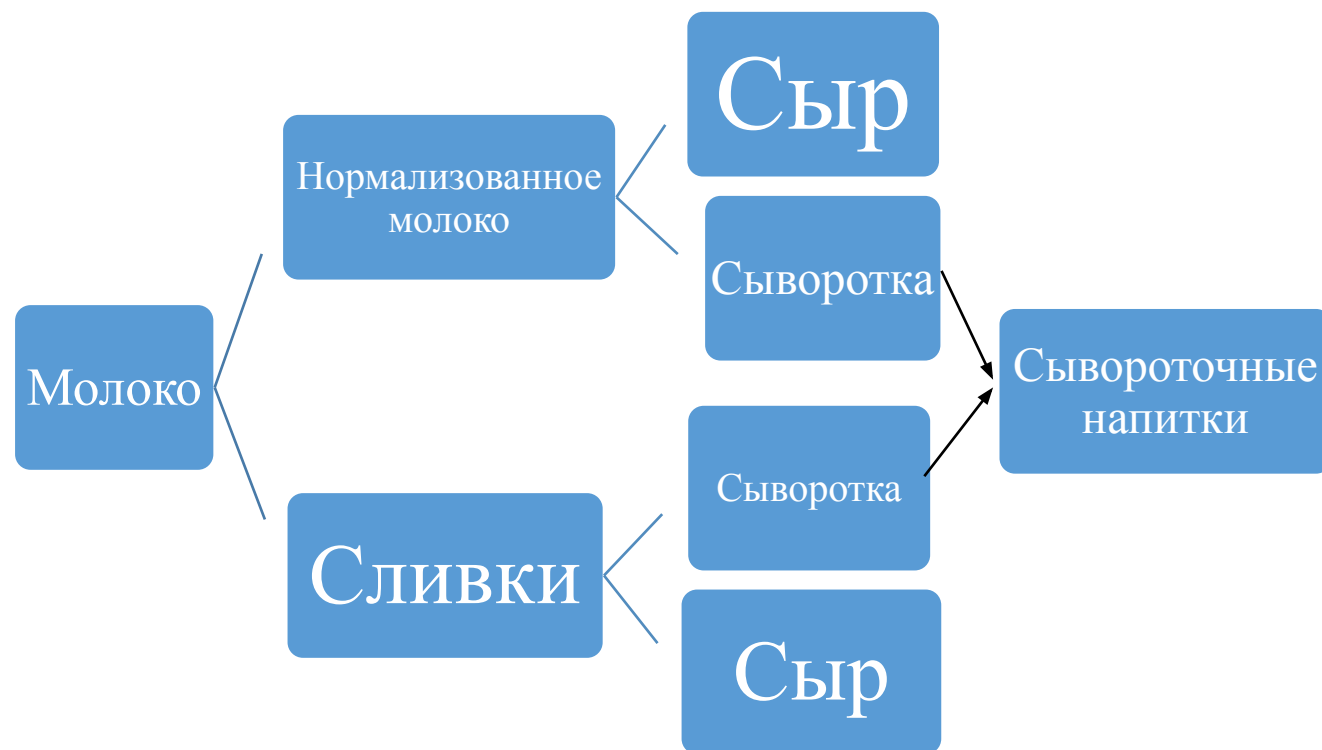 Сыр
Нормализованное
молоко
Сыворотка
Молоко
Сывороточные
напитки
Сыворотка
Сливки
Сыр